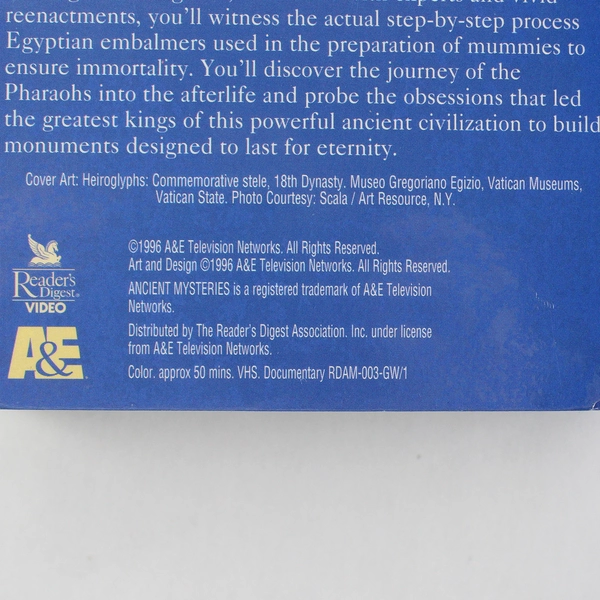 reenactments, you'll witness the actual step-by-step process
Egyptian embalmers used in the preparation of mummies to
ensure immortality. You'll discover the journey of the
Pharaohs into the afterlife and probe the obsessions that led
the greatest kings of this powerful ancient civilization to build
monuments designed to last for eternity.
Cover Art: Heiroglyphs: Commemorative stele, 18th Dynasty. Museo Gregoriano Egizio, Vatican Museums,
Vatican State. Photo Courtesy: Scala / Art Resource, N.Y.
©1996 A&E Television Networks. All Rights Reserved.
Art and Design ©1996 A&E Television Networks. All Rights Reserved.
ANCIENT MYSTERIES is a registered trademark of A&E Television
Networks.
Distributed by The Reader's Digest Association. Inc. under license
from A&E Television Networks.
Color. approx 50 mins. VHS. Documentary RDAM-003-GW/1
Reader's
Digest®
VIDEO
A&E